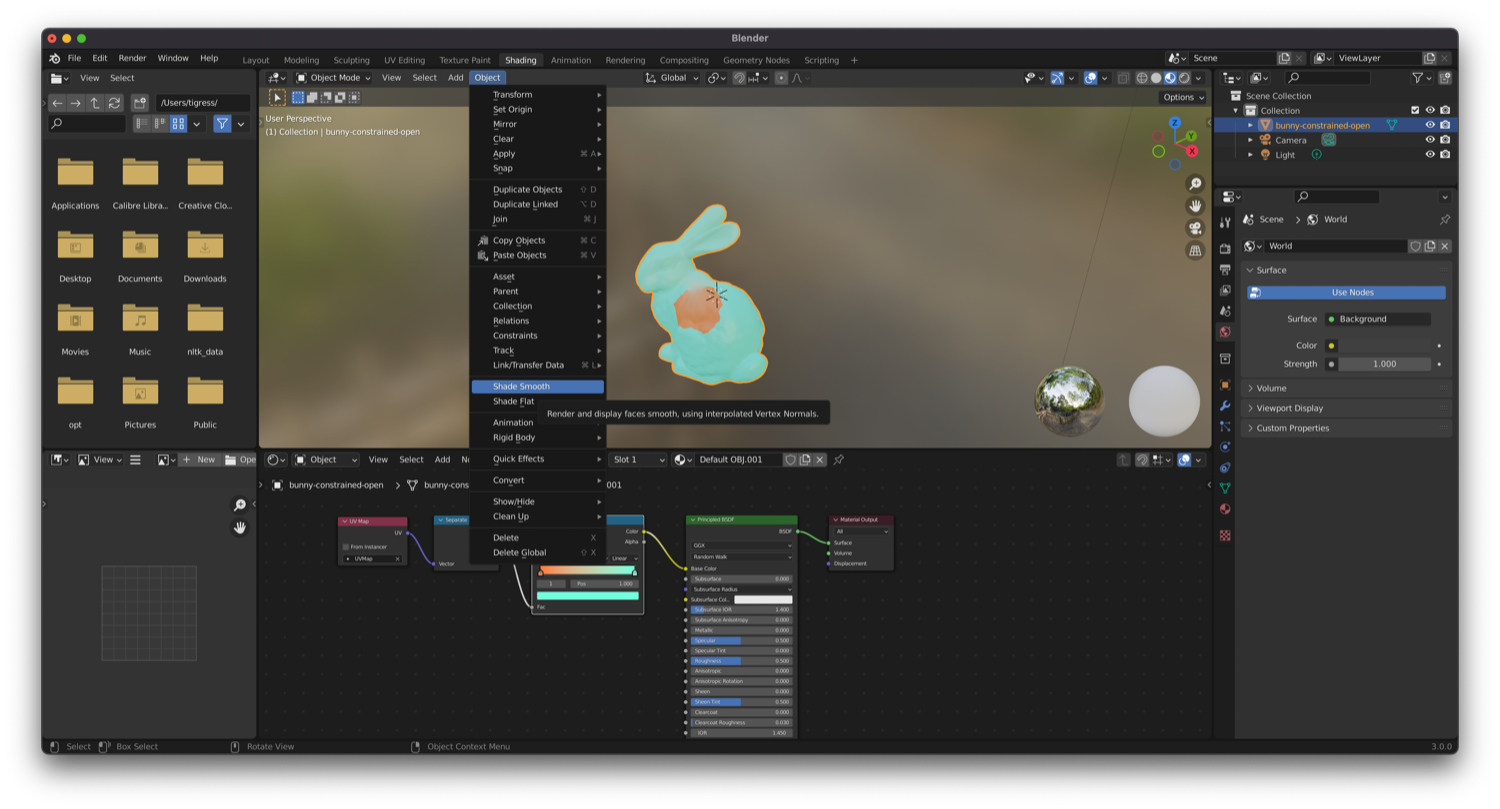 Blender
File Edit Render Window Help
Layout Modeling Sculpting UV Editing Texture Paint Shading Animation Rendering Compositing Geometry Nodes Scripting +
Scene
ViewLayer
View Select
/Users/tigress/
Applications
Calibre Libra...
Creative Clo...
Desktop
Documents
Downloads
Movies
Music
nltk_data
opt
Pictures
Public
Object Mode View Select Add Object
Global
Options
User Perspective
(1) Collection | bunny-constrained-open
Z
Y
X
Transform
Set Origin
Mirror
Clear
Apply ⌘ A
Snap
Duplicate Objects ⇧ D
Duplicate Linked ⌥ D
Join ⌘ J
Copy Objects ⌘ C
Paste Objects ⌘ V
Asset
Parent
Collection
Relations
Constraints
Track
Link/Transfer Data ⌘ L
Shade Smooth
Shade Flat
Render and display faces smooth, using interpolated Vertex Normals.
Animation
Rigid Body
Quick Effects
Convert
Show/Hide
Clean Up
Delete X
Delete Global ⇧ X
Scene Collection
Collection
bunny-constrained-open
Camera
Light
Scene > World
World
Surface
Use Nodes
Surface Background
Color
Strength 1.000
Volume
Viewport Display
Custom Properties
View + New Ope
Object View Select Add N
Slot 1 Default OBJ.001
bunny-constrained-open > bunny-cons
001
UV Map
UV
From Instancer
UVMap
Separate
Vector
Color
Alpha
Linear
1 Pos 1.000
Fac
Principled BSDF
BSDF
GGX
Random Walk
Base Color
Subsurface 0.000
Subsurface Radius
Subsurface Col...
Subsurface IOR 1.400
Subsurface Anisotropy 0.000
Metallic 0.000
Specular 0.500
Specular Tint 0.000
Roughness 0.500
Anisotropic 0.000
Anisotropic Rotation 0.000
Sheen 0.000
Sheen Tint 0.500
Clearcoat 0.000
Clearcoat Roughness 0.030
IOR 1.450
Material Output
All
Surface
Volume
Displacement
Select Box Select Rotate View Object Context Menu 3.0.0